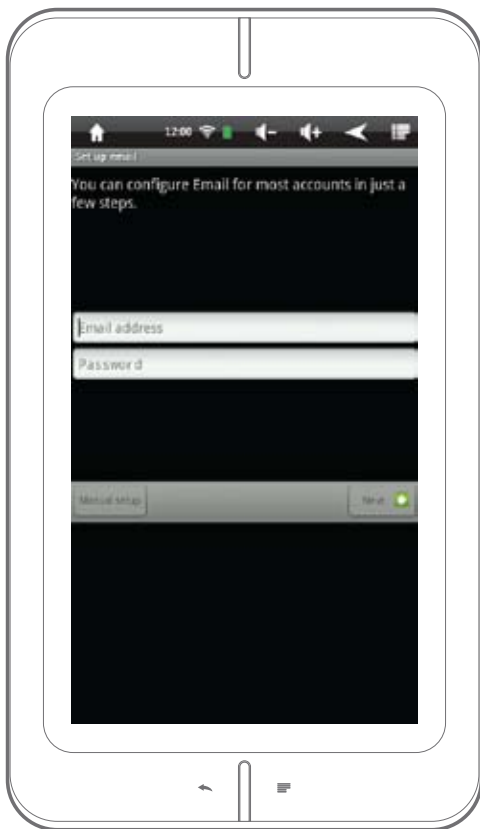 12:00
Set up email
You can configure Email for most accounts in just a
few steps.
Email address
Password
Manual setup
Next